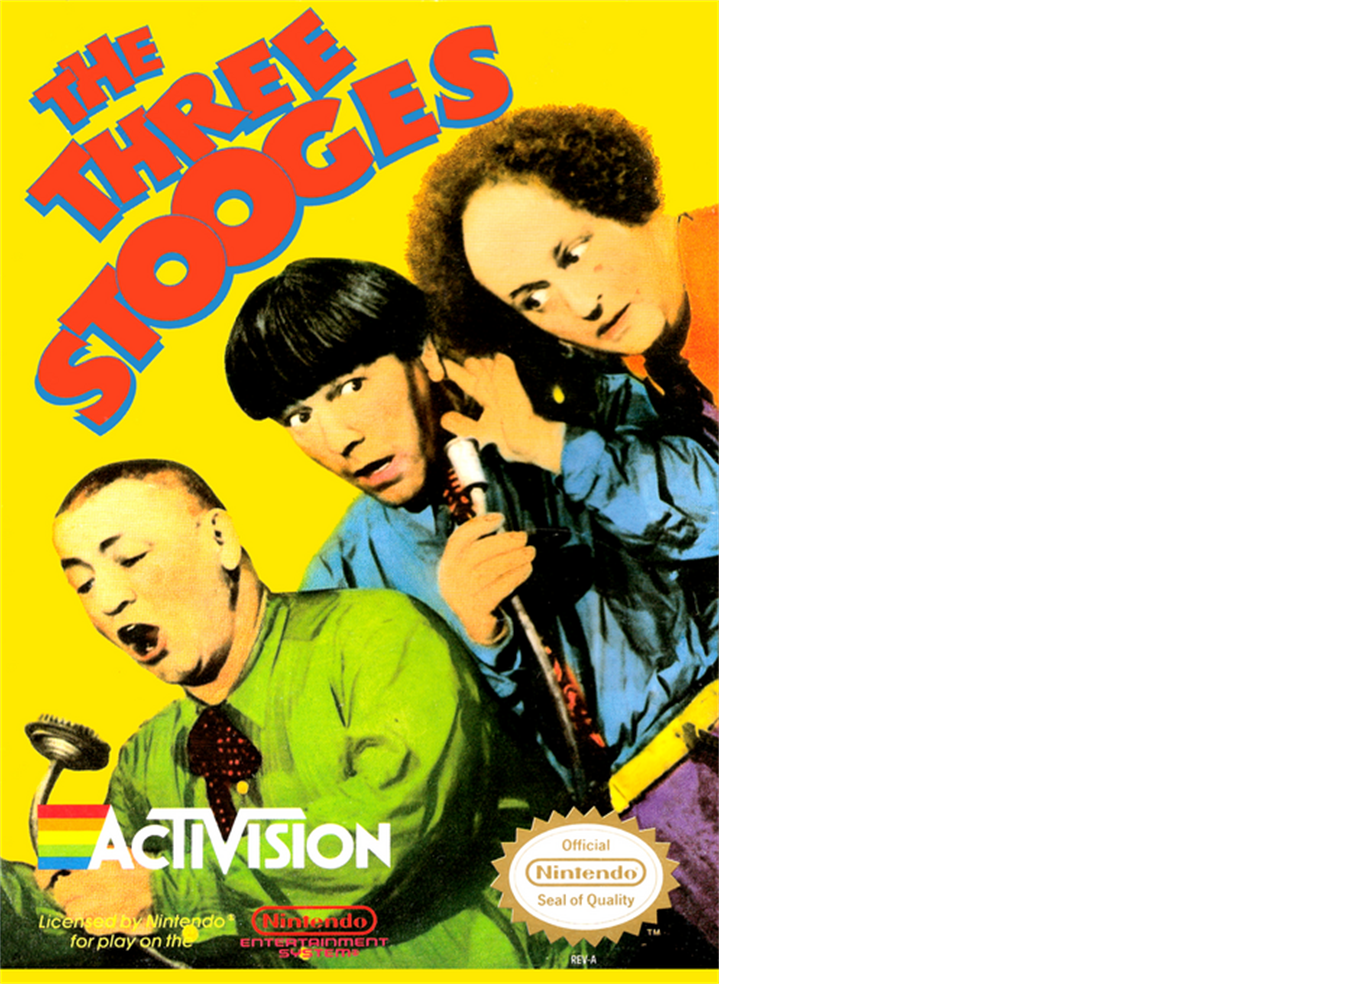 THE
THREE
STOOGES
ACTIVISION
Licensed by Nintendo®
for play on the
Nintendo
ENTERTAINMENT
SYSTEM®
Official
Nintendo
Seal of Quality
TM
REV-A